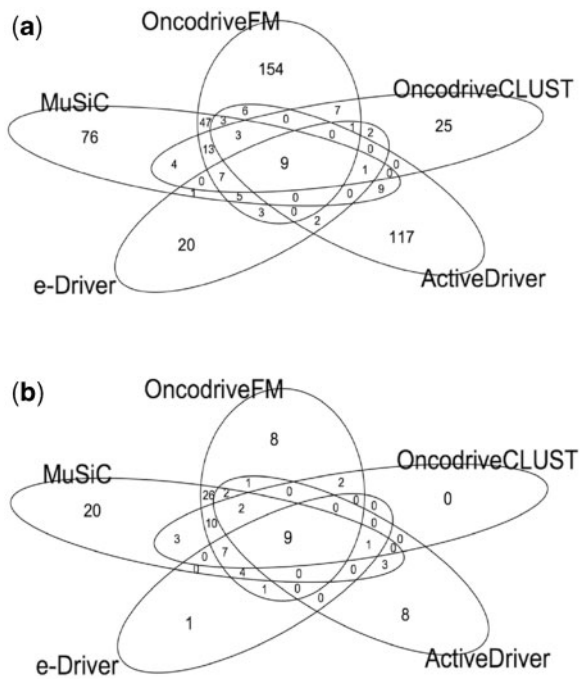 (a)
OncodriveFM
154
OncodriveCLUST
MuSiC
76
25
6
7
47 3 0 1 2
3 0 0 0
13
4 9 1 0
0 7
1 5 0 0 9
3 0 2
20
117
e-Driver
ActiveDriver
(b)
OncodriveFM
8
OncodriveCLUST
MuSiC
20
0
1 2
26 2 0 0 0
2 0 0 0
10
3 9 1 0
0 7
0 4 0 0 3
1 0 0
1
8
e-Driver
ActiveDriver